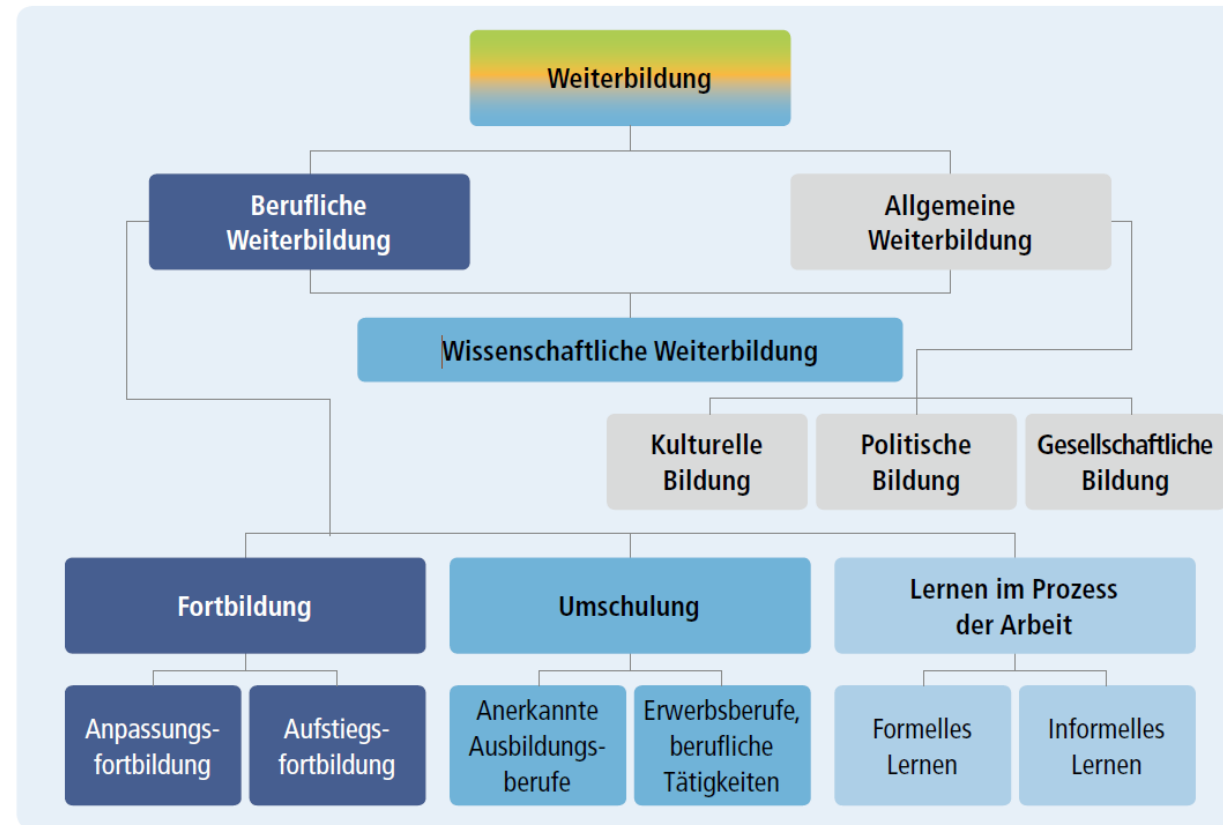 Weiterbildung
Berufliche
Weiterbildung
Allgemeine
Weiterbildung
Wissenschaftliche Weiterbildung
Kulturelle
Bildung
Politische
Bildung
Gesellschaftliche
Bildung
Fortbildung
Umschulung
Lernen im Prozess
der Arbeit
Anpassungs-
fortbildung
Aufstiegs-
fortbildung
Anerkannte
Ausbildungs-
berufe
Erwerbsberufe,
berufliche
Tätigkeiten
Formelles
Lernen
Informelles
Lernen